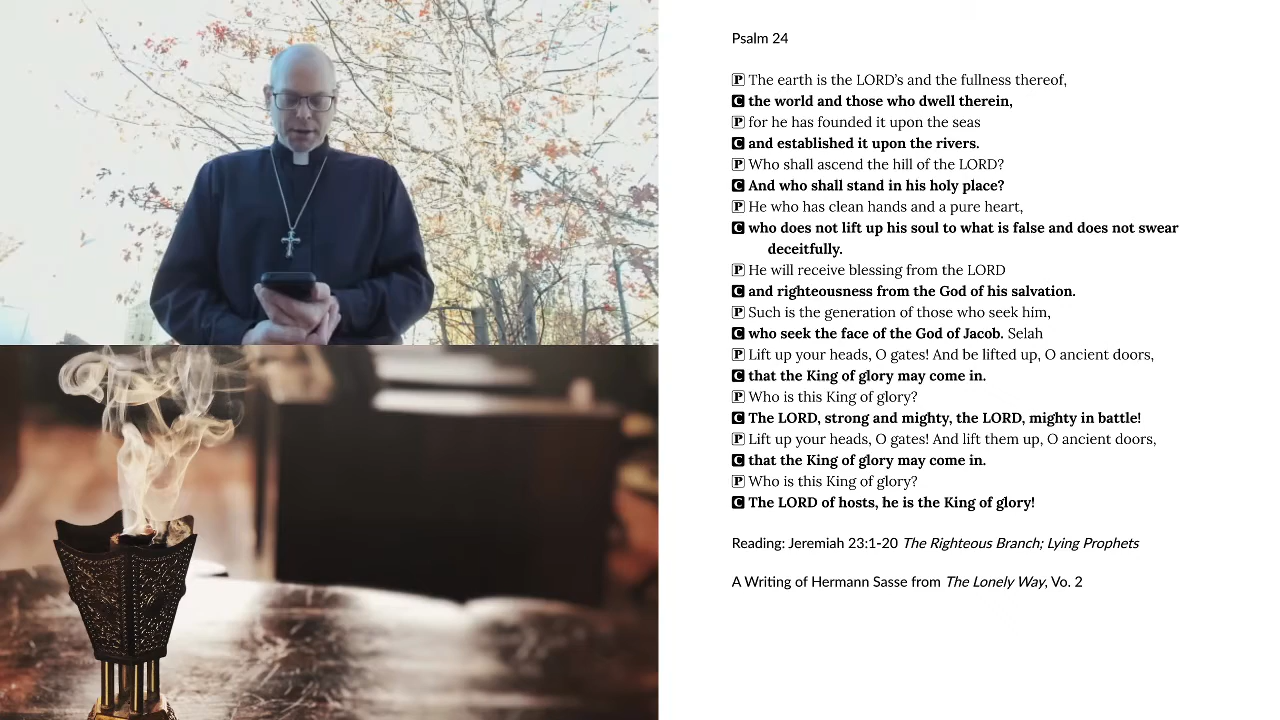 Psalm 24
P The earth is the LORD's and the fullness thereof,
C the world and those who dwell therein,
P for he has founded it upon the seas
C and established it upon the rivers.
P Who shall ascend the hill of the LORD?
C And who shall stand in his holy place?
P He who has clean hands and a pure heart,
C who does not lift up his soul to what is false and does not swear
deceitfully.
P He will receive blessing from the LORD
C and righteousness from the God of his salvation.
P Such is the generation of those who seek him,
C who seek the face of the God of Jacob. Selah
P Lift up your heads, O gates! And be lifted up, O ancient doors,
C that the King of glory may come in.
P Who is this King of glory?
C The LORD, strong and mighty, the LORD, mighty in battle!
P Lift up your heads, O gates! And lift them up, O ancient doors,
C that the King of glory may come in.
P Who is this King of glory?
C The LORD of hosts, he is the King of glory!
Reading: Jeremiah 23:1-20 The Righteous Branch; Lying Prophets
A Writing of Hermann Sasse from The Lonely Way, Vo. 2